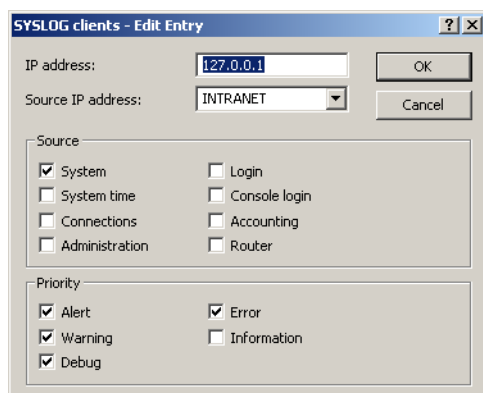 SYSLOG clients - Edit Entry
IP address: 127.0.0.1 OK
Source IP address: INTRANET Cancel
Source
System Login
System time Console login
Connections Accounting
Administration Router
Priority
Alert Error
Warning Information
Debug